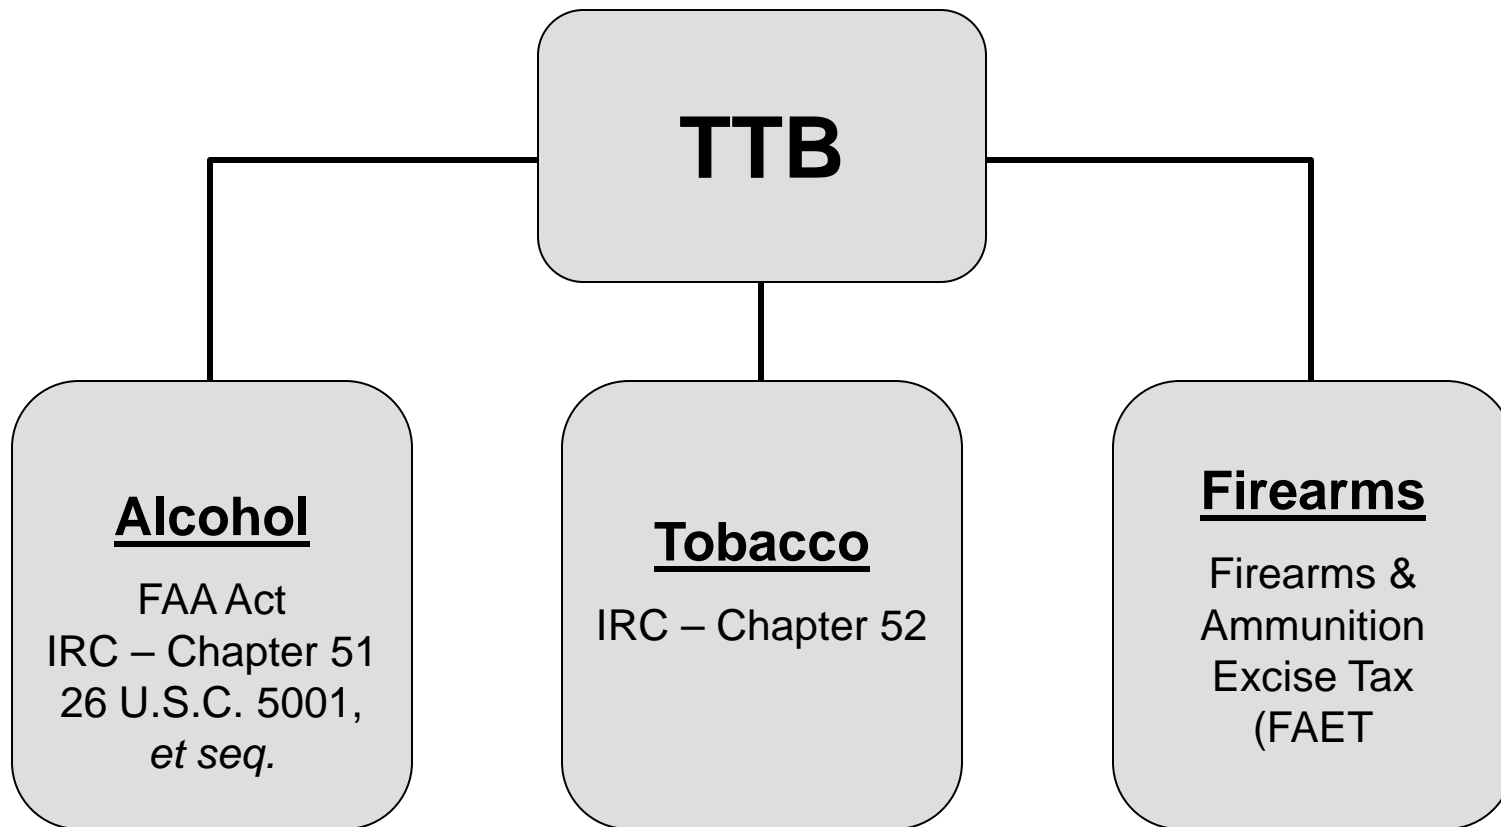 TTB
Alcohol
FAA Act
IRC – Chapter 51
26 U.S.C. 5001,
et seq.
Tobacco
IRC – Chapter 52
Firearms
Firearms &
Ammunition
Excise Tax
(FAET